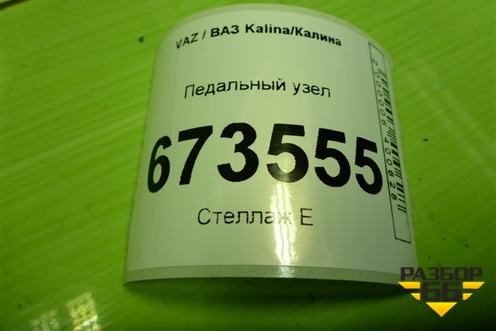 VAZ / ВАЗ Kalina/Калина
Педальный узел
673555
Стеллаж Е
РАЗБОР
66